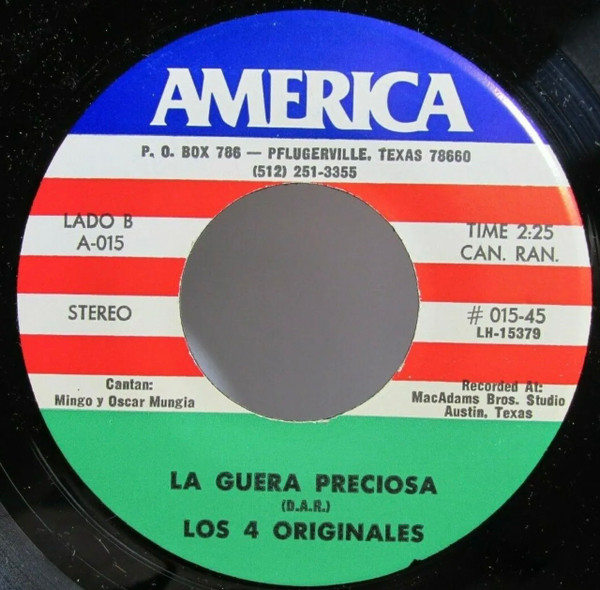 AMERICA
P. O. BOX 786 — PFLUGERVILLE, TEXAS 78660
(512) 251-3355
LADO B
A-015
TIME 2:25
CAN. RAN.
STEREO
# 015-45
LH-15379
Cantan:
Mingo y Oscar Mungia
Recorded At:
MacAdams Bros. Studio
Austin, Texas
LA GUERA PRECIOSA
(D.A.R.)
LOS 4 ORIGINALES